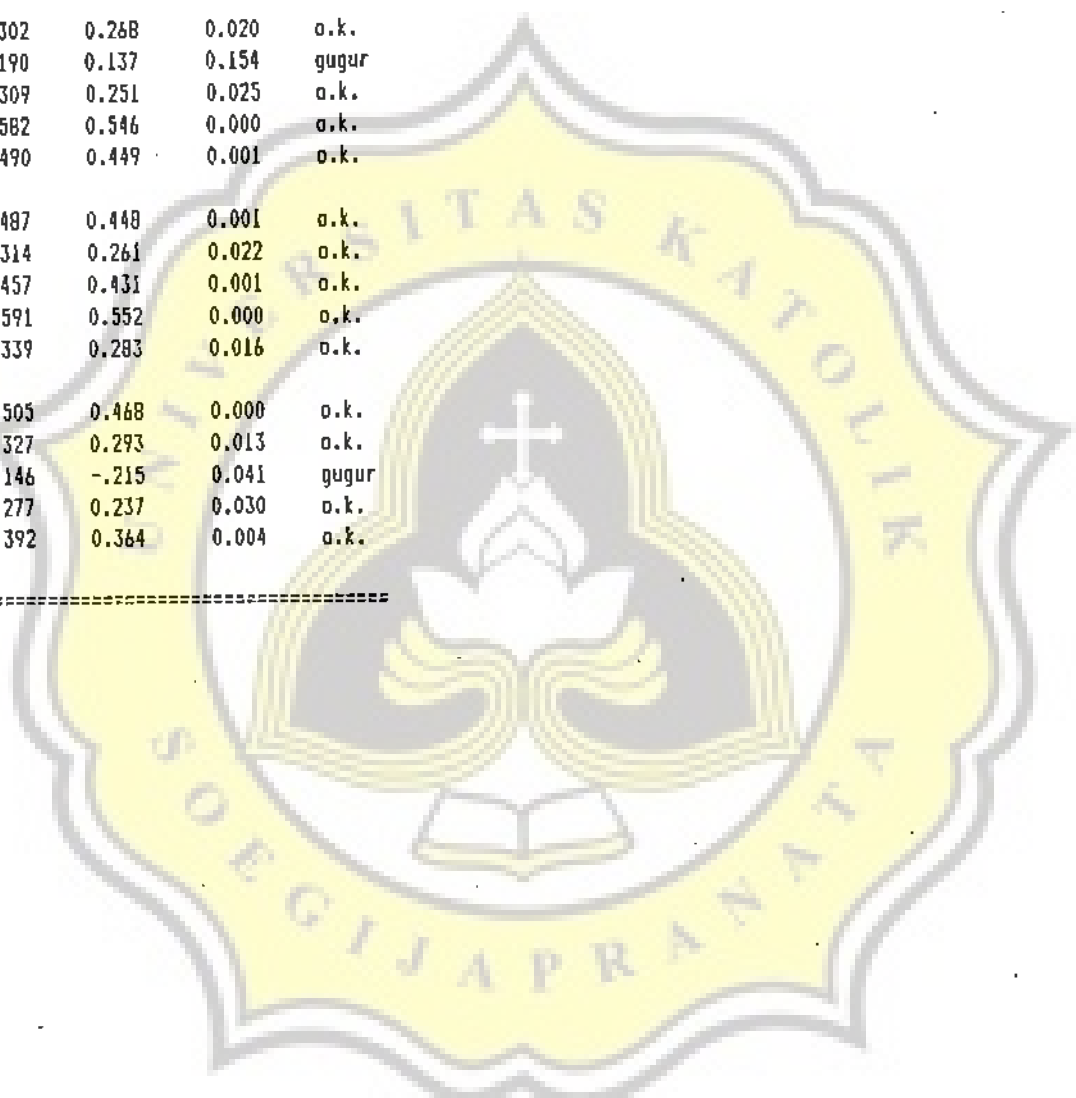 302 0.268 0.020 o.k.
190 0.137 0.154 gugur
309 0.251 0.025 o.k.
582 0.546 0.000 o.k.
490 0.449 0.001 o.k.
487 0.448 0.001 o.k.
314 0.261 0.022 o.k.
457 0.431 0.001 o.k.
591 0.552 0.000 o.k.
339 0.283 0.016 o.k.
505 0.468 0.000 o.k.
327 0.293 0.013 o.k.
146 -.215 0.041 gugur
277 0.237 0.030 o.k.
392 0.364 0.004 o.k.
====================================
UNIVERSITAS KATOLIK
SOEGIJAPRANATA